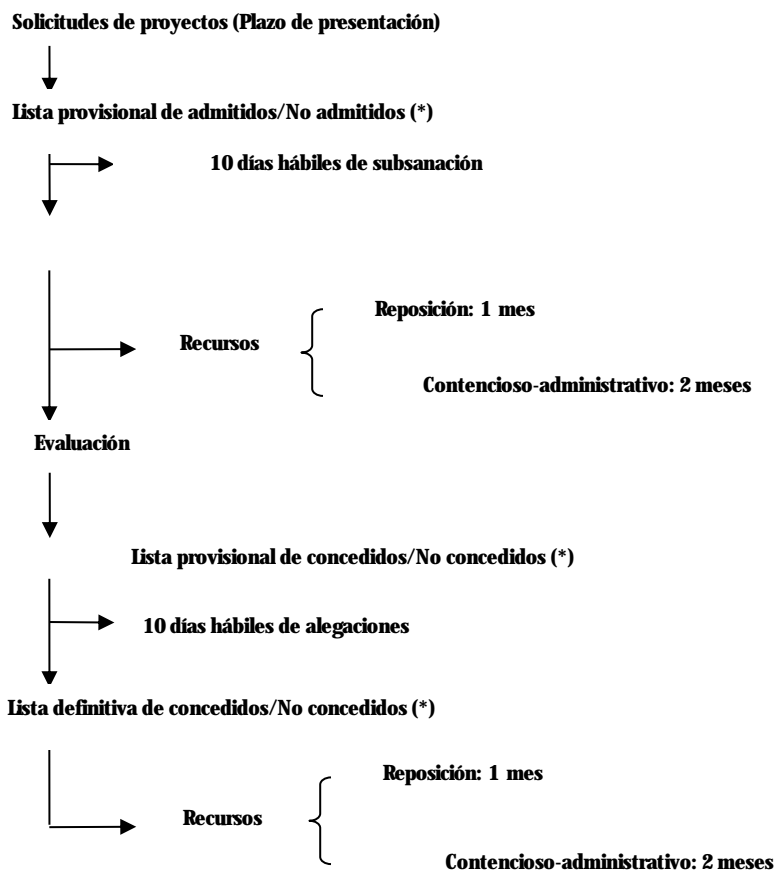 Solicitudes de proyectos (Plazo de presentación)
Lista provisional de admitidos/No admitidos (*)
10 días hábiles de subsanación
Reposición: 1 mes
Recursos
Contencioso-administrativo: 2 meses
Evaluación
Lista provisional de concedidos/No concedidos (*)
10 días hábiles de alegaciones
Lista definitiva de concedidos/No concedidos (*)
Reposición: 1 mes
Recursos
Contencioso-administrativo: 2 meses